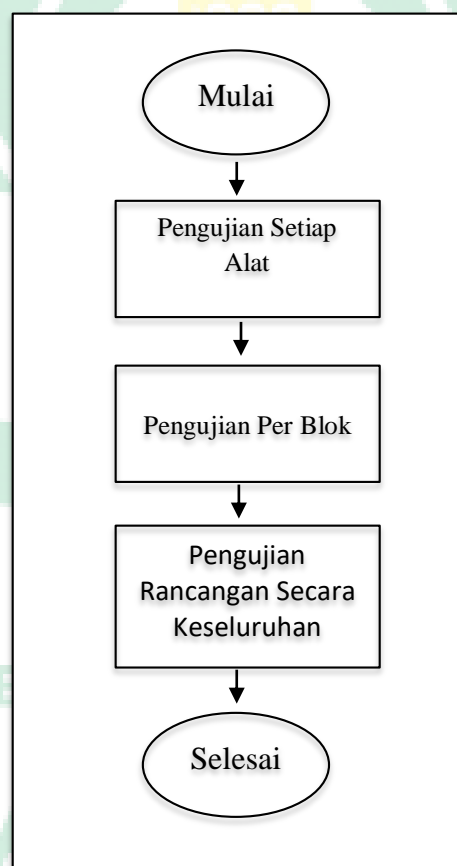 Mulai
Pengujian Setiap
Alat
Pengujian Per Blok
Pengujian
Rancangan Secara
Keseluruhan
Selesai